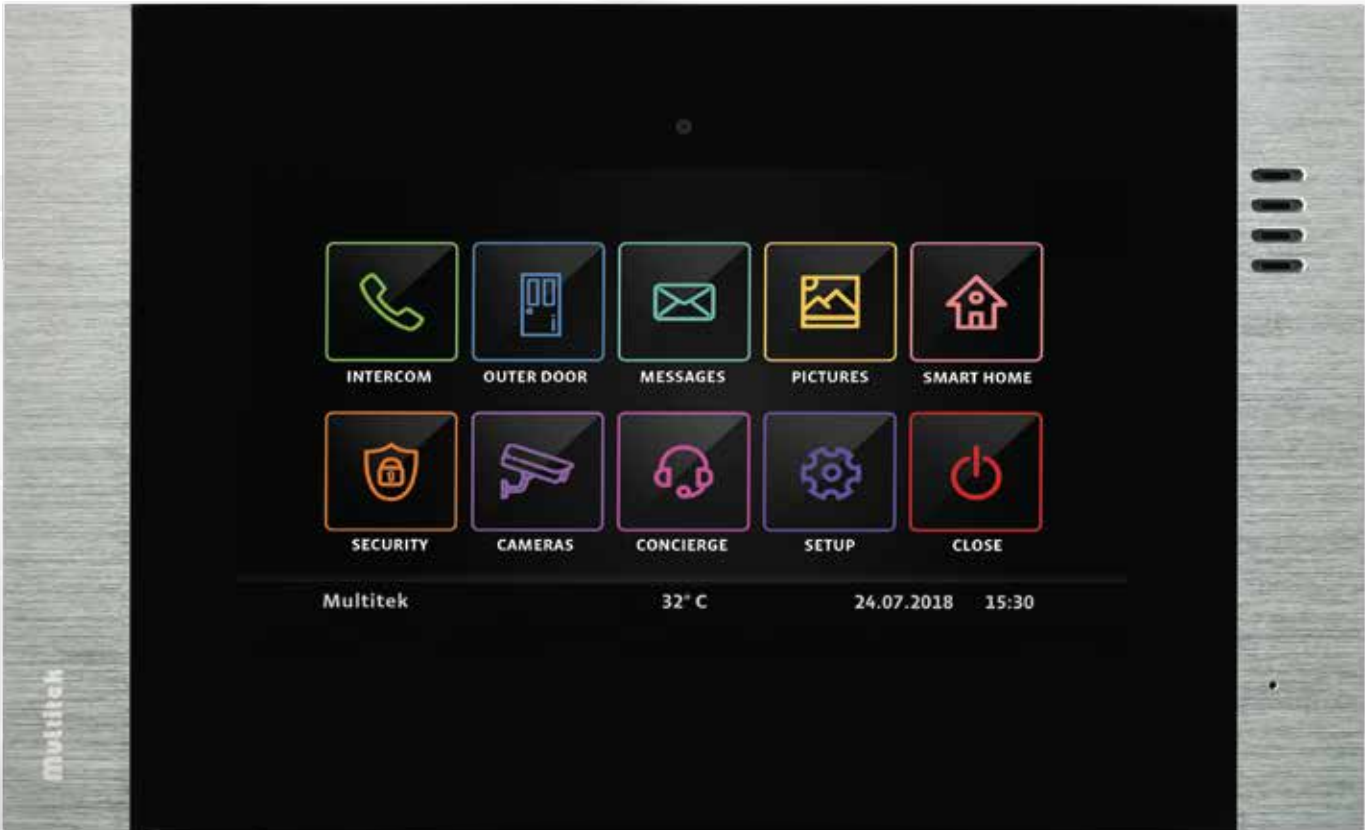 INTERCOM OUTER DOOR MESSAGES PICTURES SMART HOME
SECURITY CAMERAS CONCIERGE SETUP CLOSE
Multitek 32° C 24.07.2018 15:30
multitek